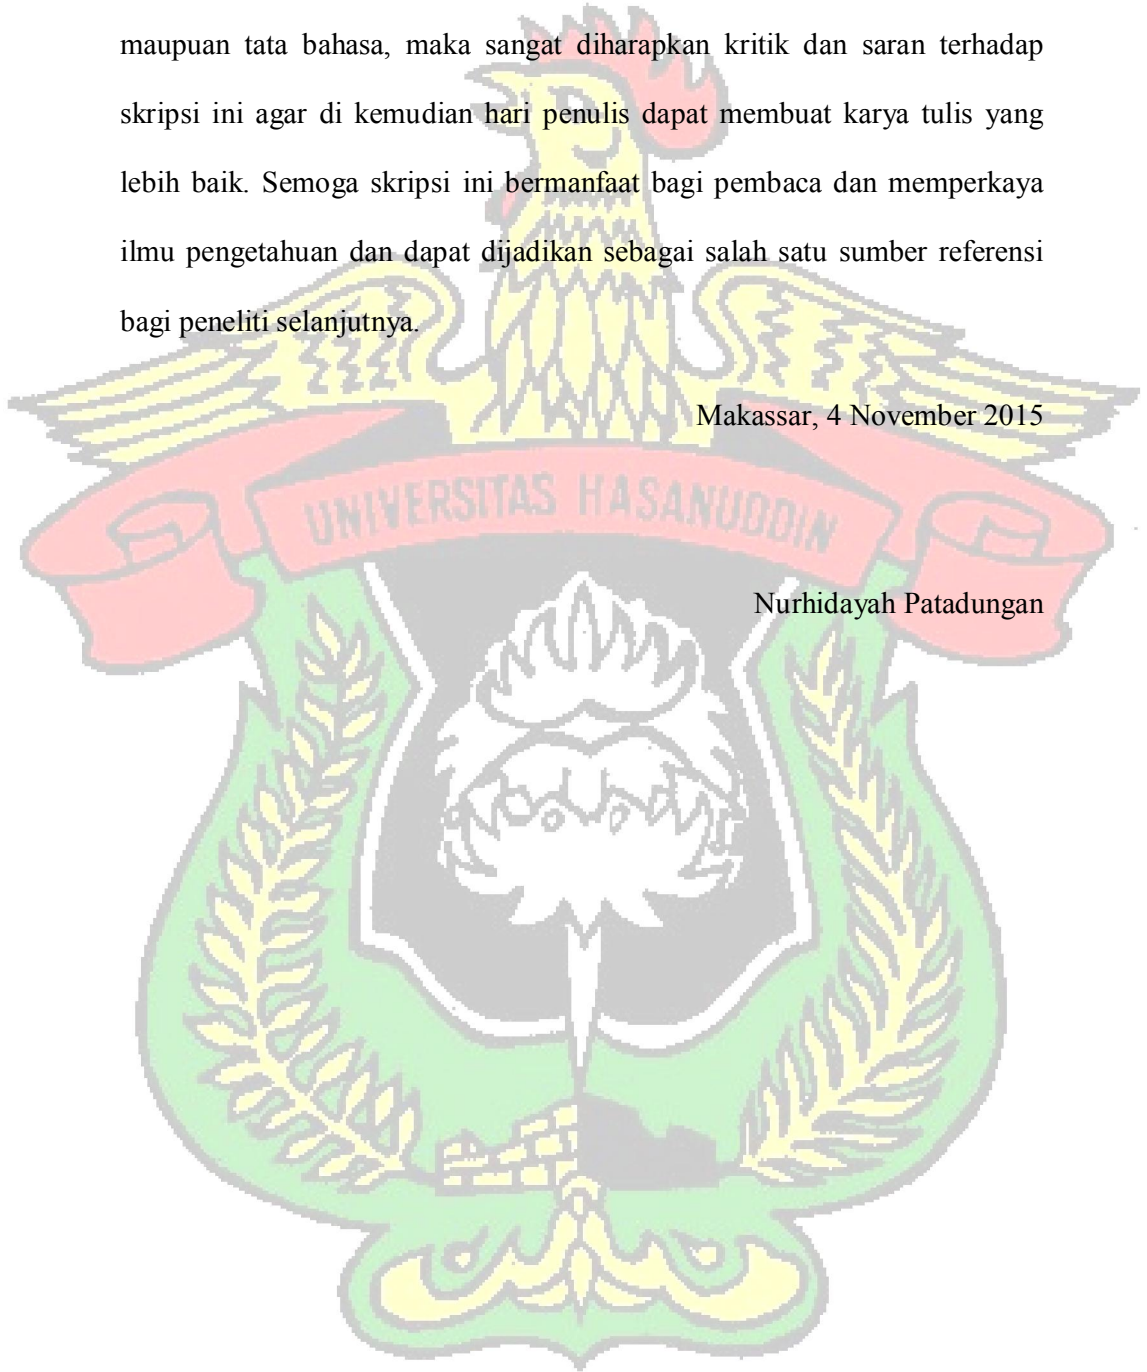 maupuan tata bahasa, maka sangat diharapkan kritik dan saran terhadap
skripsi ini agar di kemudian hari penulis dapat membuat karya tulis yang
lebih baik. Semoga skripsi ini bermanfaat bagi pembaca dan memperkaya
ilmu pengetahuan dan dapat dijadikan sebagai salah satu sumber referensi
bagi peneliti selanjutnya.
Makassar, 4 November 2015
UNIVERSITAS HASANUDDIN
Nurhidayah Patadungan